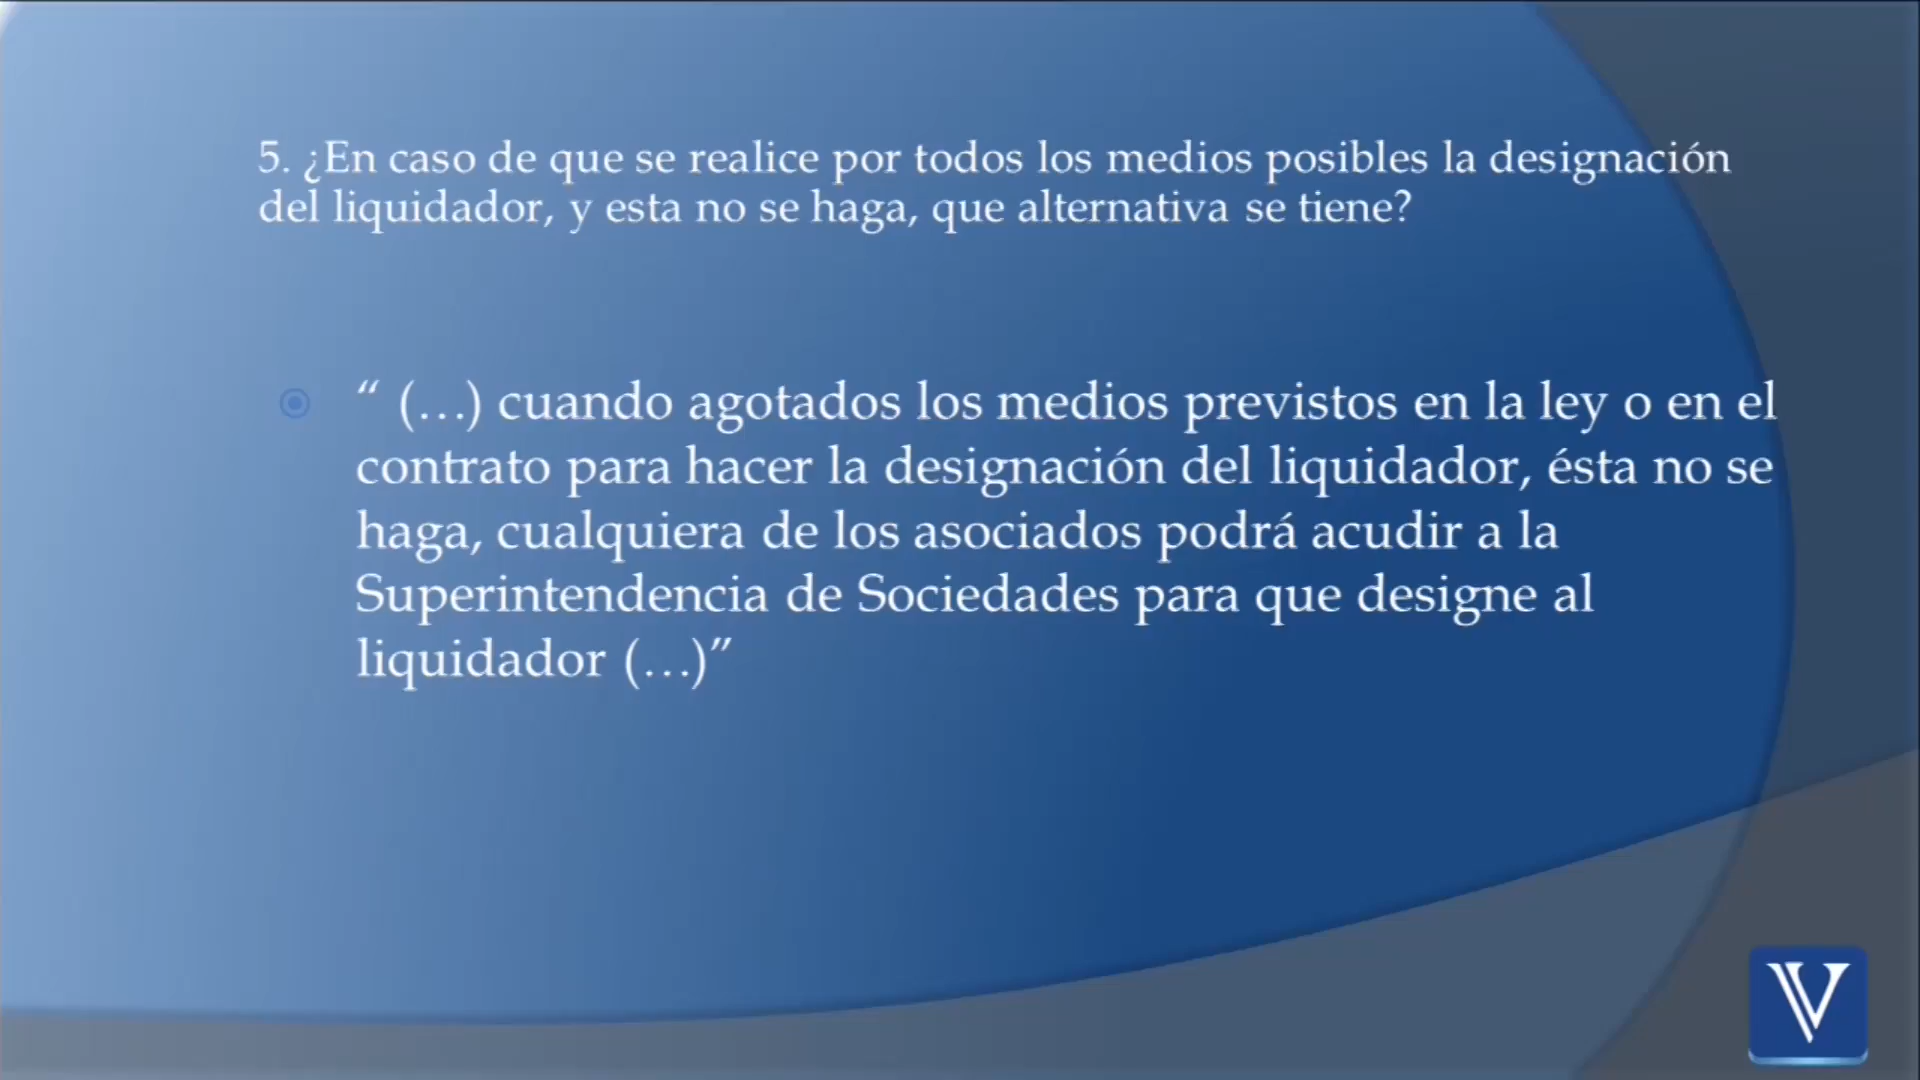 5. ¿En caso de que se realice por todos los medios posibles la designación
del liquidador, y esta no se haga, que alternativa se tiene?
“ (…) cuando agotados los medios previstos en la ley o en el
contrato para hacer la designación del liquidador, ésta no se
haga, cualquiera de los asociados podrá acudir a la
Superintendencia de Sociedades para que designe al
liquidador (…)”
V